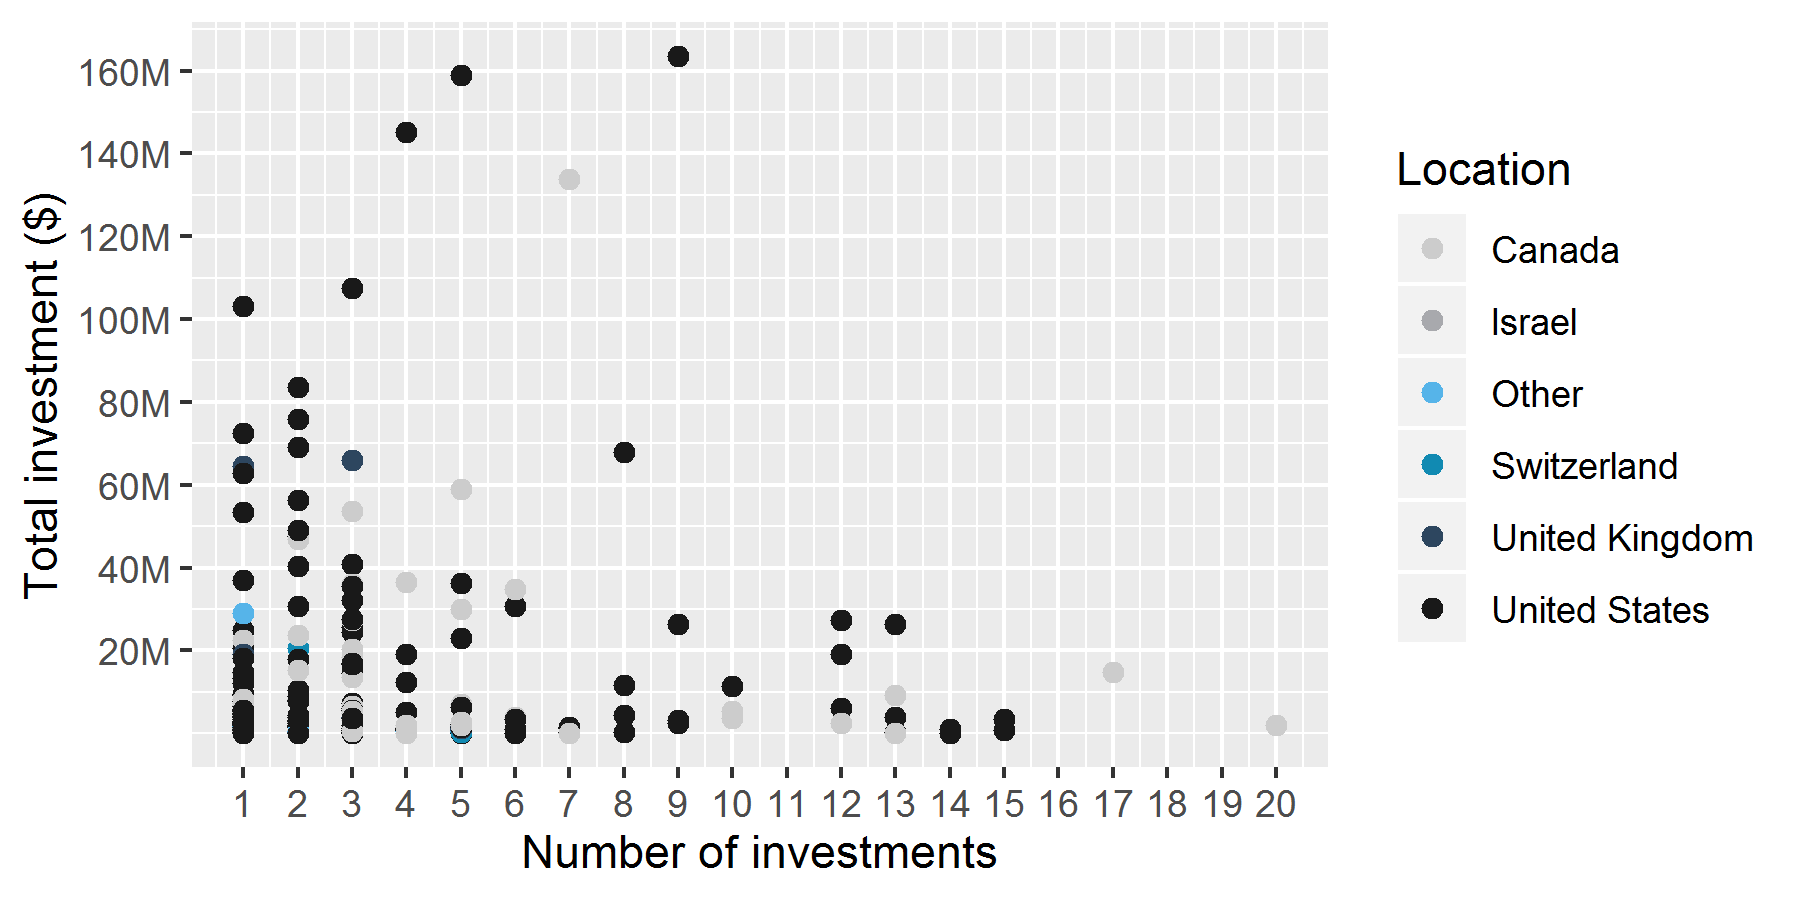 160M
140M
120M
100M
80M
60M
40M
20M
Total investment ($)
1 2 3 4 5 6 7 8 9 10 11 12 13 14 15 16 17 18 19 20
Number of investments
Location
Canada
Israel
Other
Switzerland
United Kingdom
United States